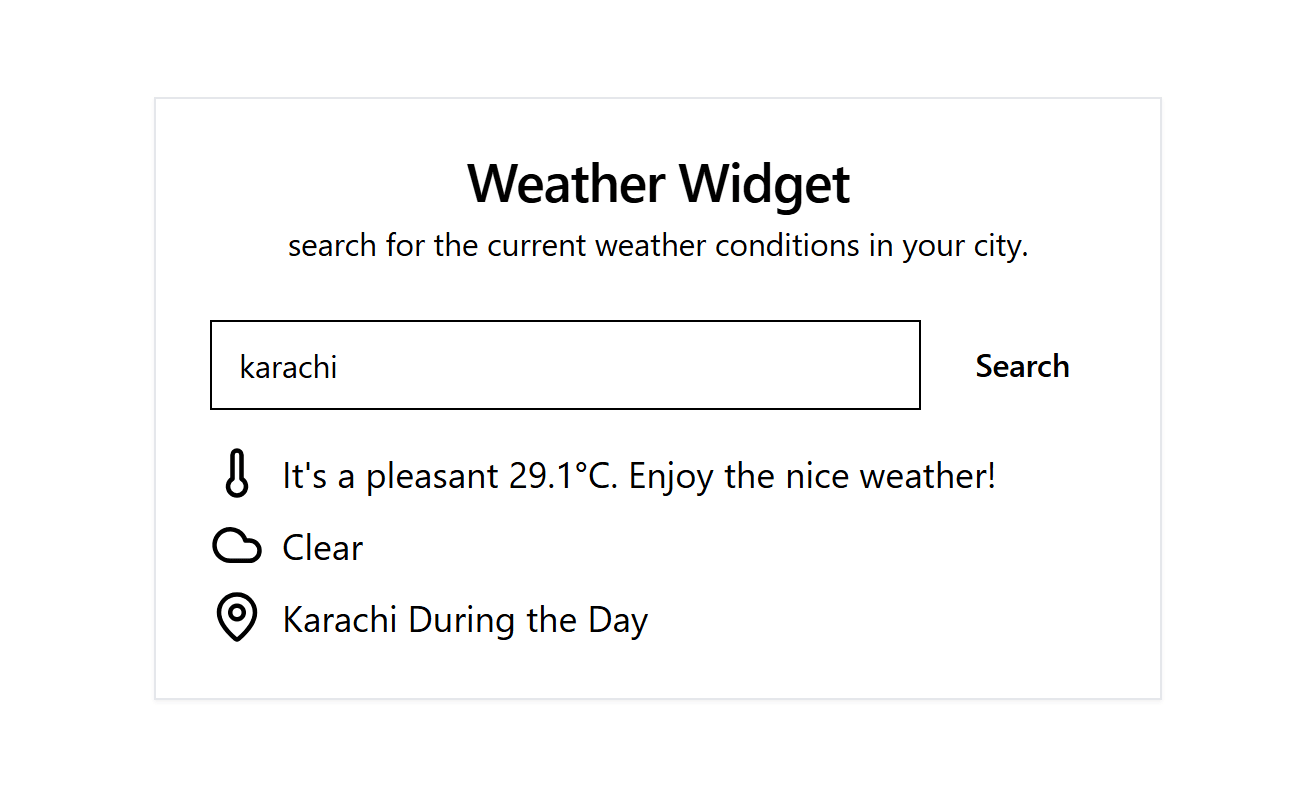 Weather Widget
search for the current weather conditions in your city.
karachi
Search
It's a pleasant 29.1°C. Enjoy the nice weather!
Clear
Karachi During the Day